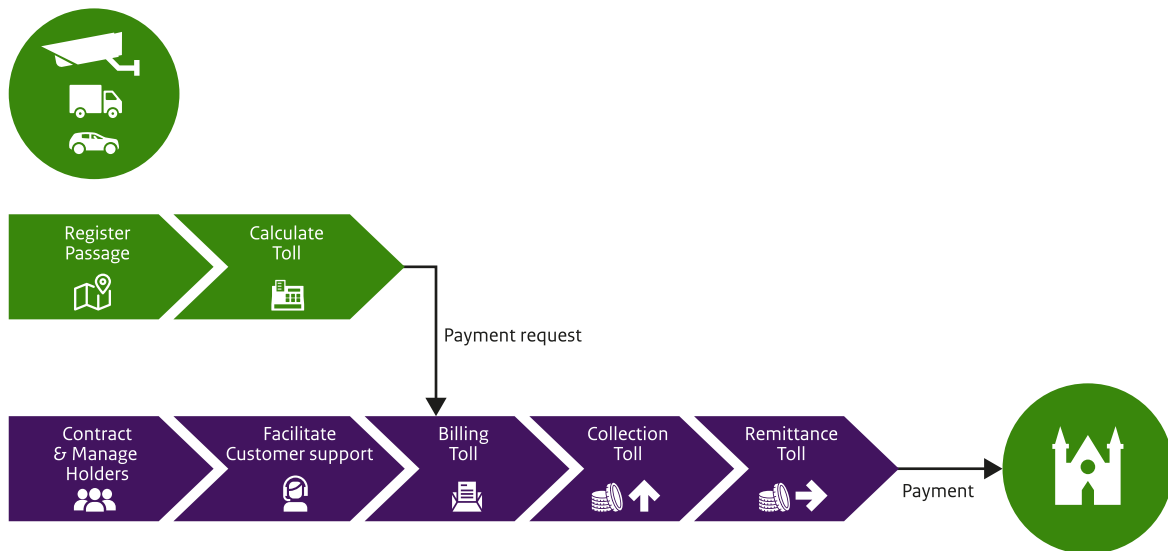 Register
Passage
Calculate
Toll
Payment request
Contract
& Manage
Holders
Facilitate
Customer support
Billing
Toll
Collection
Toll
Remittance
Toll
Payment